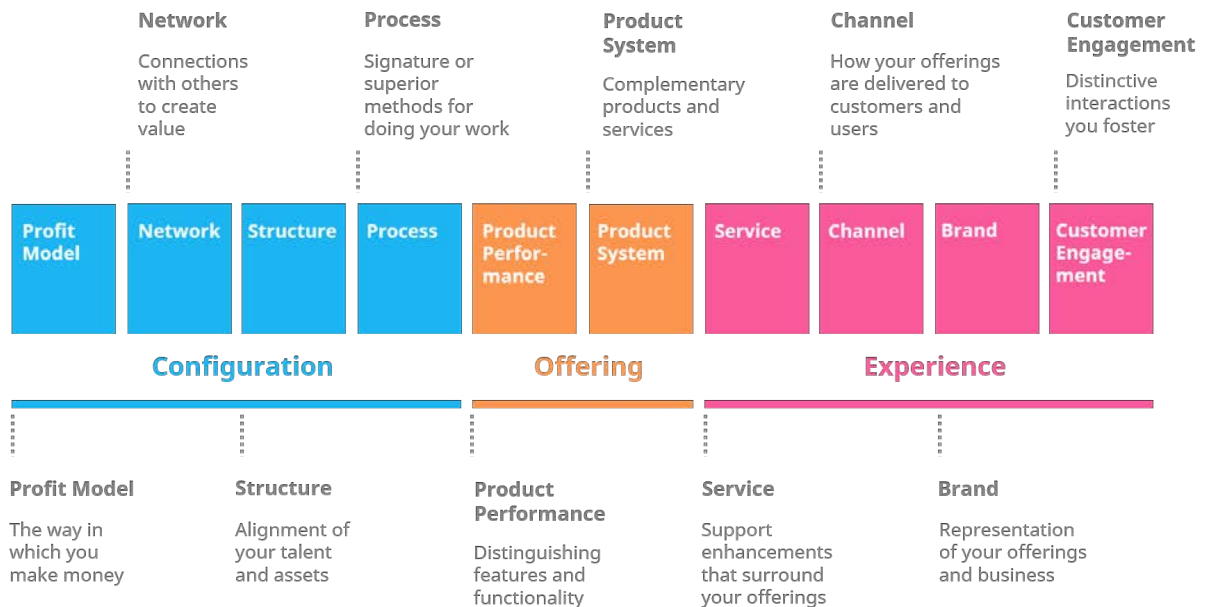 Network
Connections
with others
to create
value
Process
Signature or
superior
methods for
doing your work
Product
System
Complementary
products and
services
Channel
How your offerings
are delivered to
customers and
users
Customer
Engagement
Distinctive
interactions
you foster
Profit
Model
Network
Structure
Process
Product
Perfor-
mance
Product
System
Service
Channel
Brand
Customer
Engage-
ment
Configuration
Offering
Experience
Profit Model
The way in
which you
make money
Structure
Alignment of
your talent
and assets
Product
Performance
Distinguishing
features and
functionality
Service
Support
enhancements
that surround
your offerings
Brand
Representation
of your offerings
and business